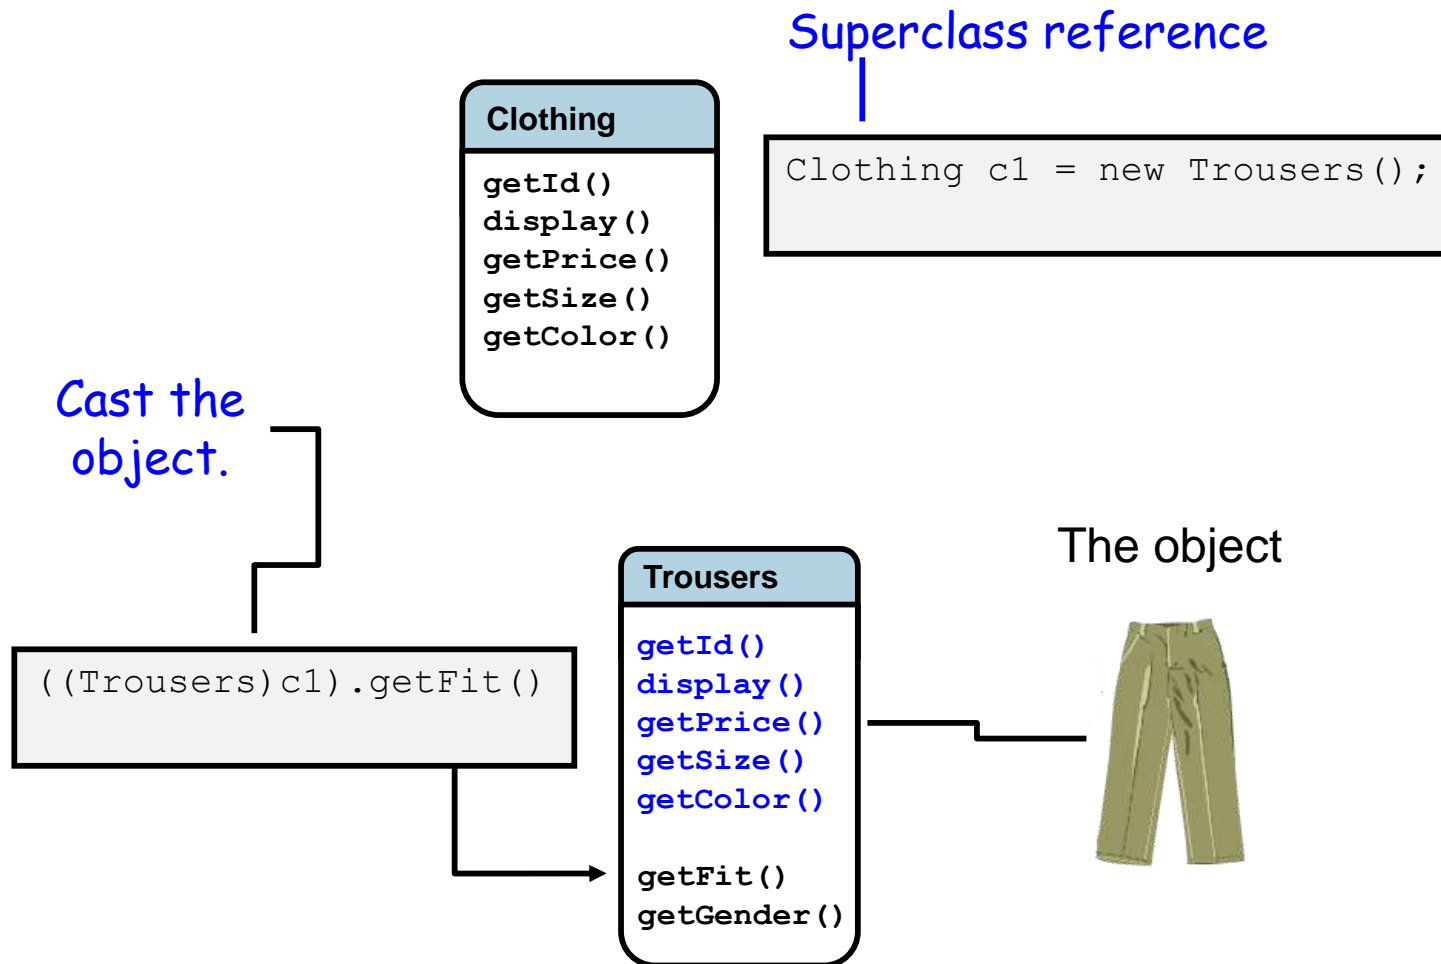 Superclass reference
Clothing
getId()
display()
getPrice()
getSize()
getColor()
Clothing c1 = new Trousers();
Cast the
object.
((Trousers)c1).getFit()
Trousers
getId()
display()
getPrice()
getSize()
getColor()
getFit()
getGender()
The object